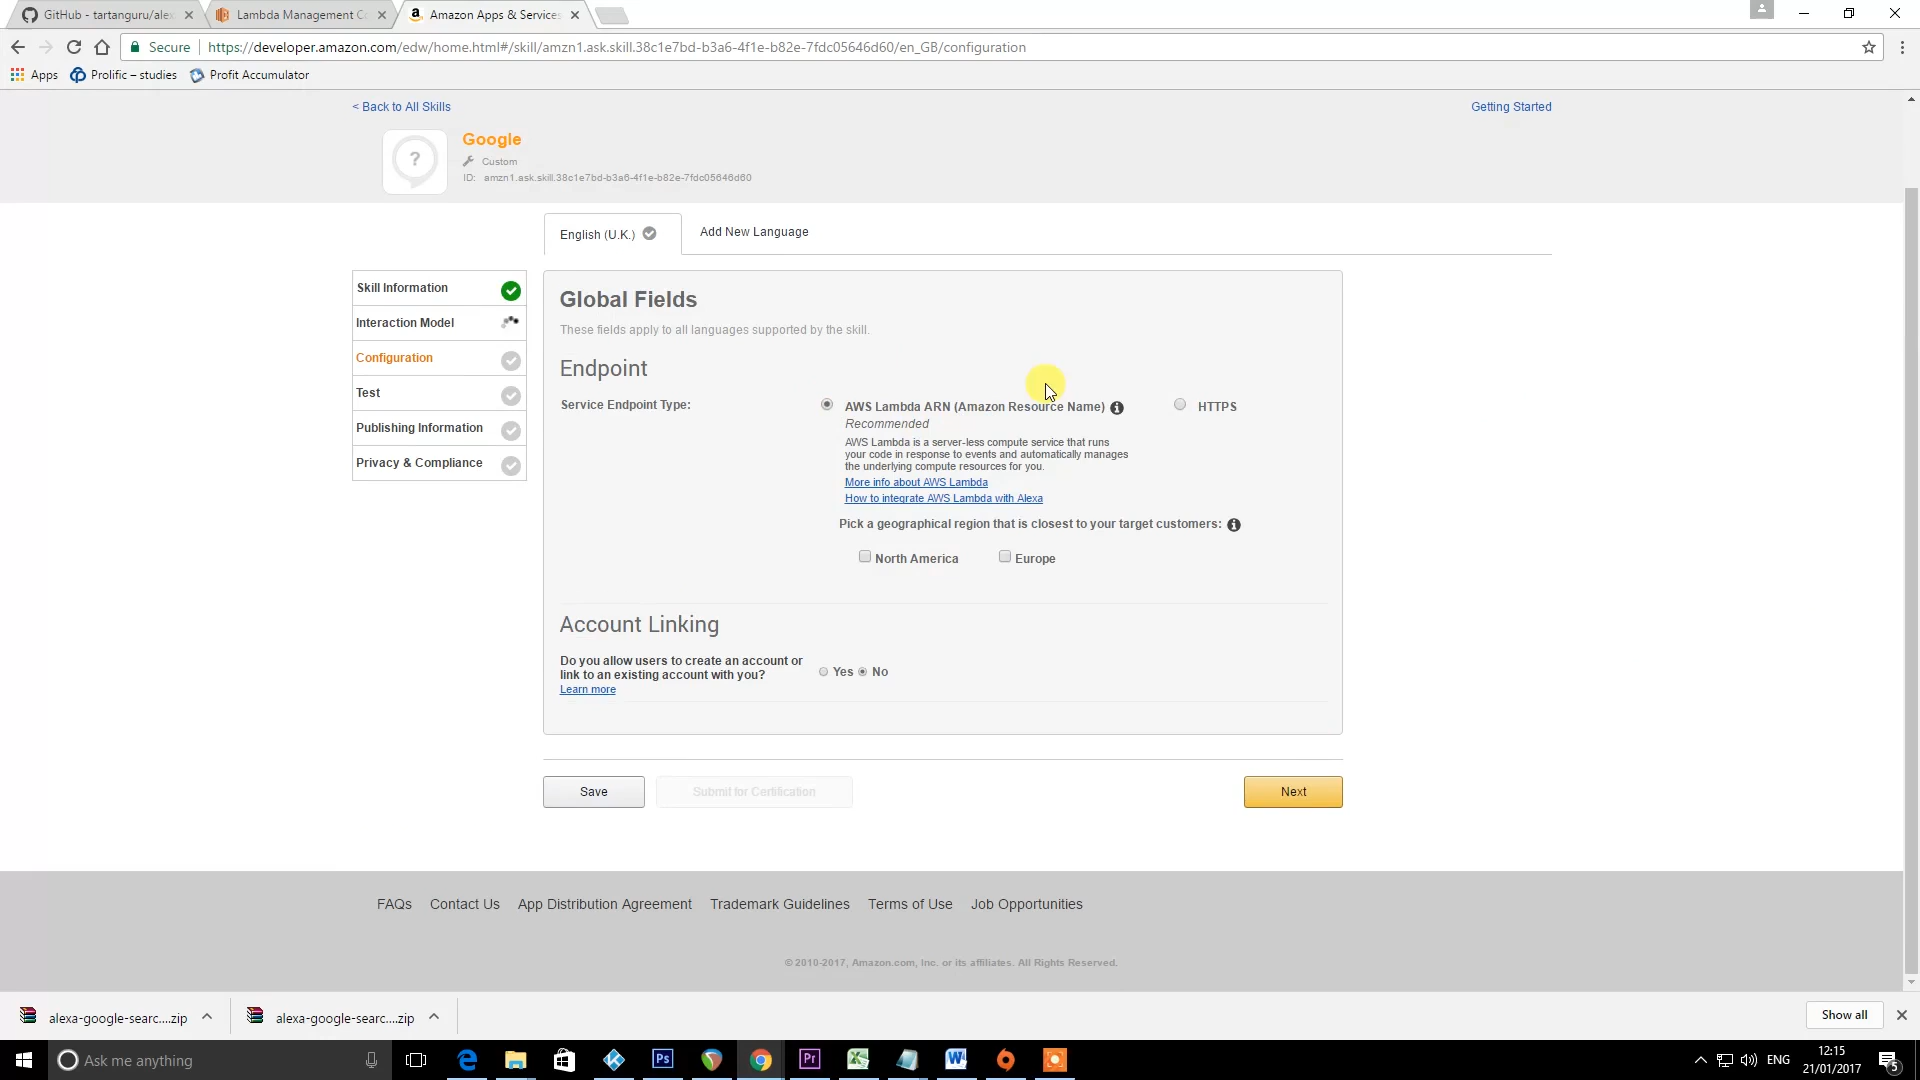 GitHub - tartanguru/alex
Lambda Management Co
Amazon Apps & Services
Secure
https://developer.amazon.com/edw/home.html#/skill/amzn1.ask.skill.38c1e7bd-b3a6-4f1e-b82e-7fdc05646d60/en_GB/configuration
Apps
Prolific – studies
Profit Accumulator
< Back to All Skills
Getting Started
Google
Custom
ID: amzn1.ask.skill.38c1e7bd-b3a6-4f1e-b82e-7fdc05646d60
English (U.K.)
Add New Language
Skill Information
Interaction Model
Configuration
Test
Publishing Information
Privacy & Compliance
Global Fields
These fields apply to all languages supported by the skill.
Endpoint
Service Endpoint Type:
AWS Lambda ARN (Amazon Resource Name)
HTTPS
Recommended
AWS Lambda is a server-less compute service that runs
your code in response to events and automatically manages
the underlying compute resources for you.
More info about AWS Lambda
How to integrate AWS Lambda with Alexa
Pick a geographical region that is closest to your target customers:
North America
Europe
Account Linking
Do you allow users to create an account or
link to an existing account with you?
Yes
No
Learn more
Save
Submit for Certification
Next
FAQs
Contact Us
App Distribution Agreement
Trademark Guidelines
Terms of Use
Job Opportunities
© 2010-2017, Amazon.com, Inc. or its affiliates. All Rights Reserved.
alexa-google-searc....zip
alexa-google-searc....zip
Show all
Ask me anything
Ps
Pr
ENG
12:15
21/01/2017
5